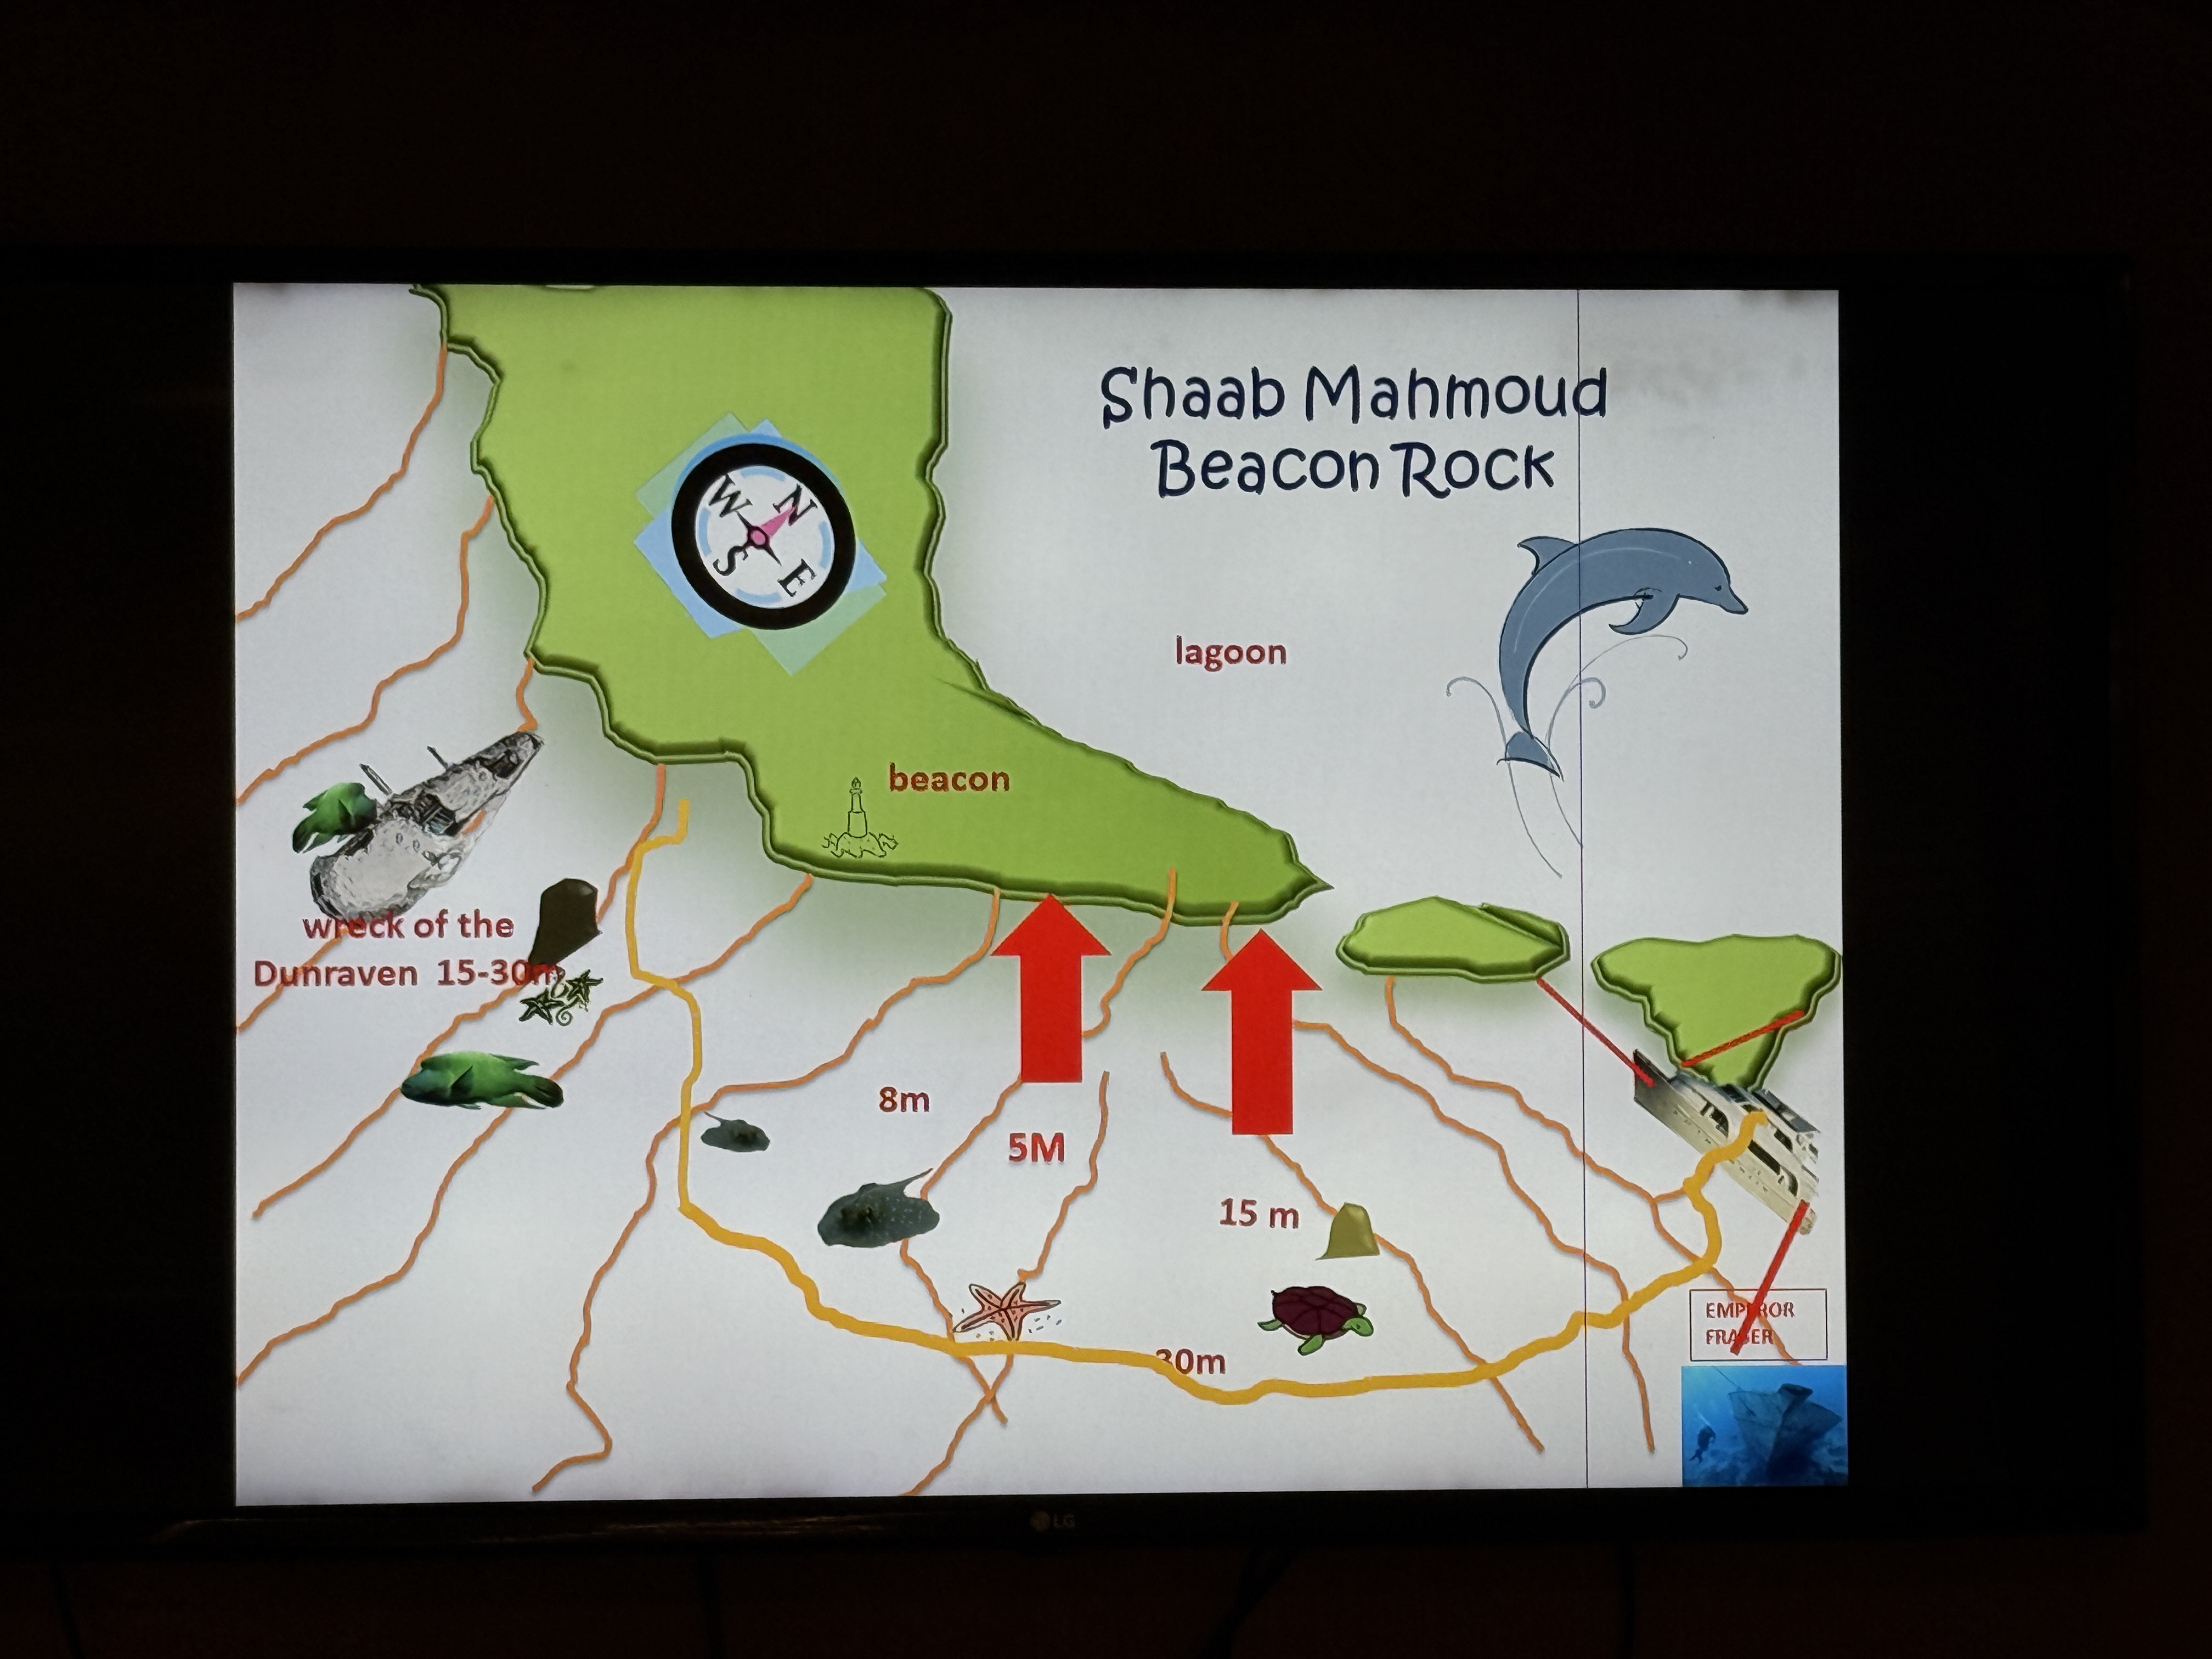 Shaab Mahmoud
Beacon Rock
N
W
S
E
lagoon
beacon
wreck of the
Dunraven 15-30m
8m
5M
15 m
30m
EMPEROR
FRASER
LG